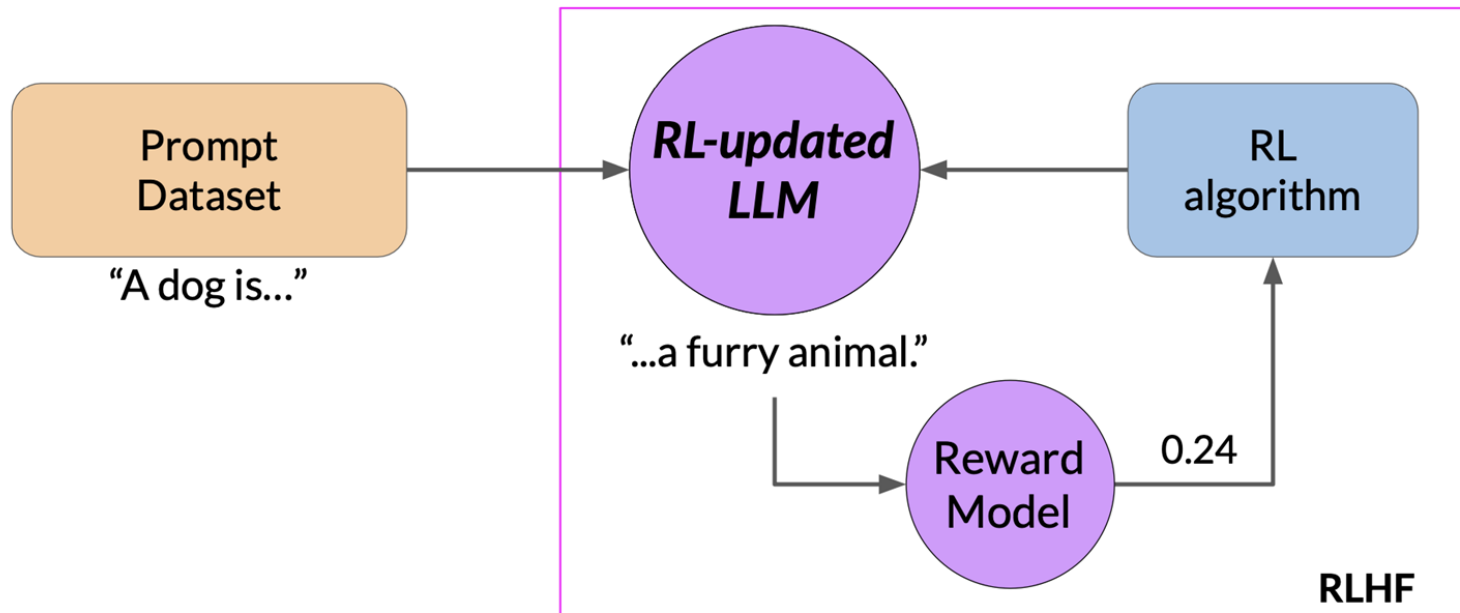 Prompt
Dataset
“A dog is...”
RL-updated
LLM
“...a furry animal.”
RL
algorithm
Reward
Model
0.24
RLHF